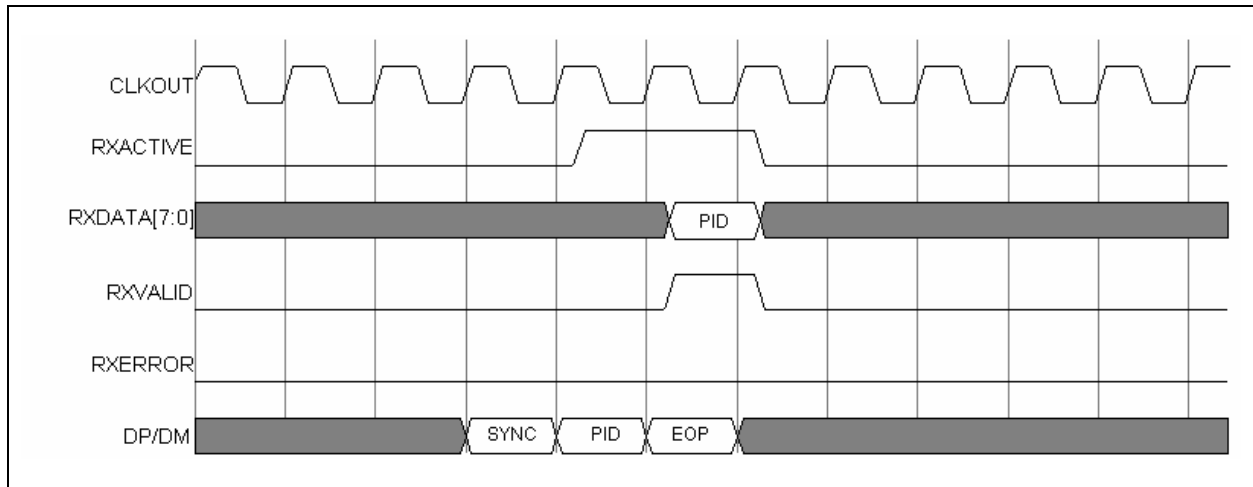 CLKOUT
RXACTIVE
RXDATA[7:0]
PID
RXVALID
RXERROR
DP/DM
SYNC
PID
EOP